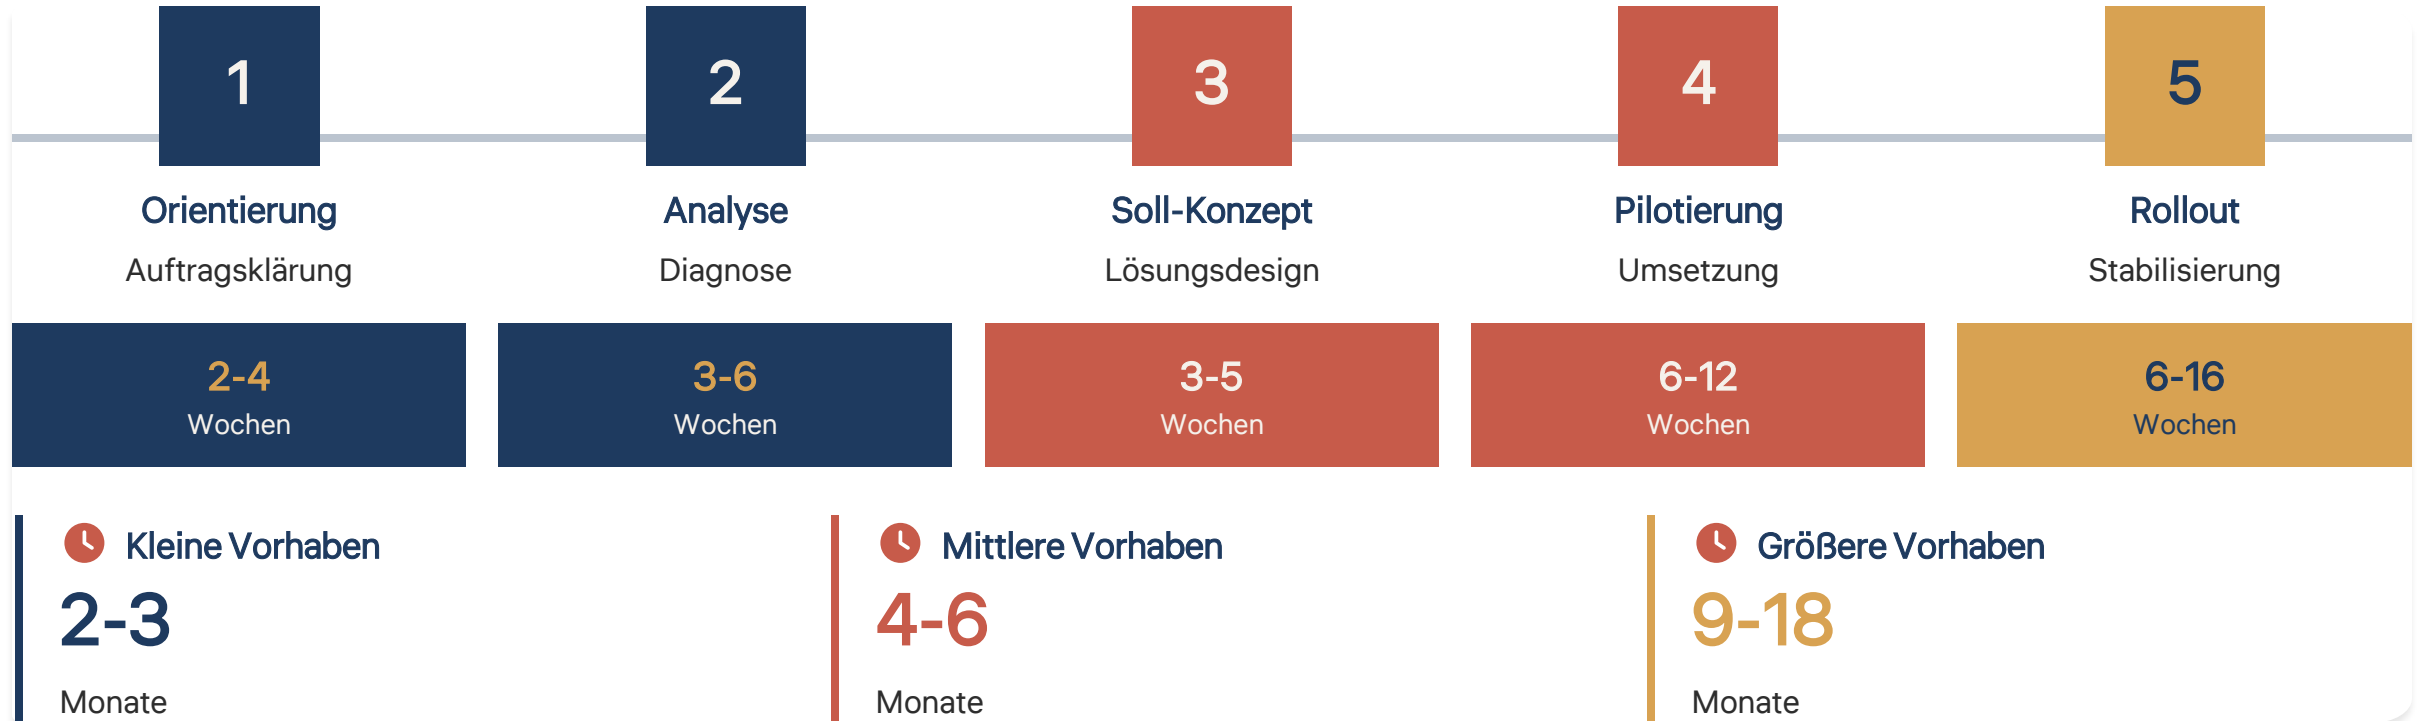 1
2
3
4
5
Orientierung
Auftragsklärung
Analyse
Diagnose
Soll-Konzept
Lösungsdesign
Pilotierung
Umsetzung
Rollout
Stabilisierung
2-4
Wochen
3-6
Wochen
3-5
Wochen
6-12
Wochen
6-16
Wochen
Kleine Vorhaben
2-3
Monate
Mittlere Vorhaben
4-6
Monate
Größere Vorhaben
9-18
Monate